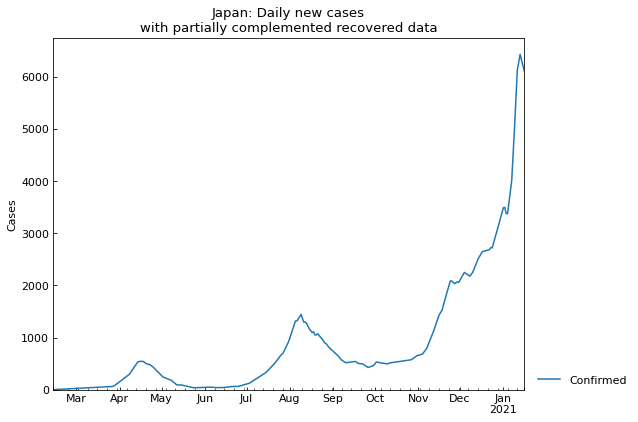 Japan: Daily new cases
with partially complemented recovered data
Cases
6000
5000
4000
3000
2000
1000
0
Mar Apr May Jun Jul Aug Sep Oct Nov Dec Jan
2021
Confirmed